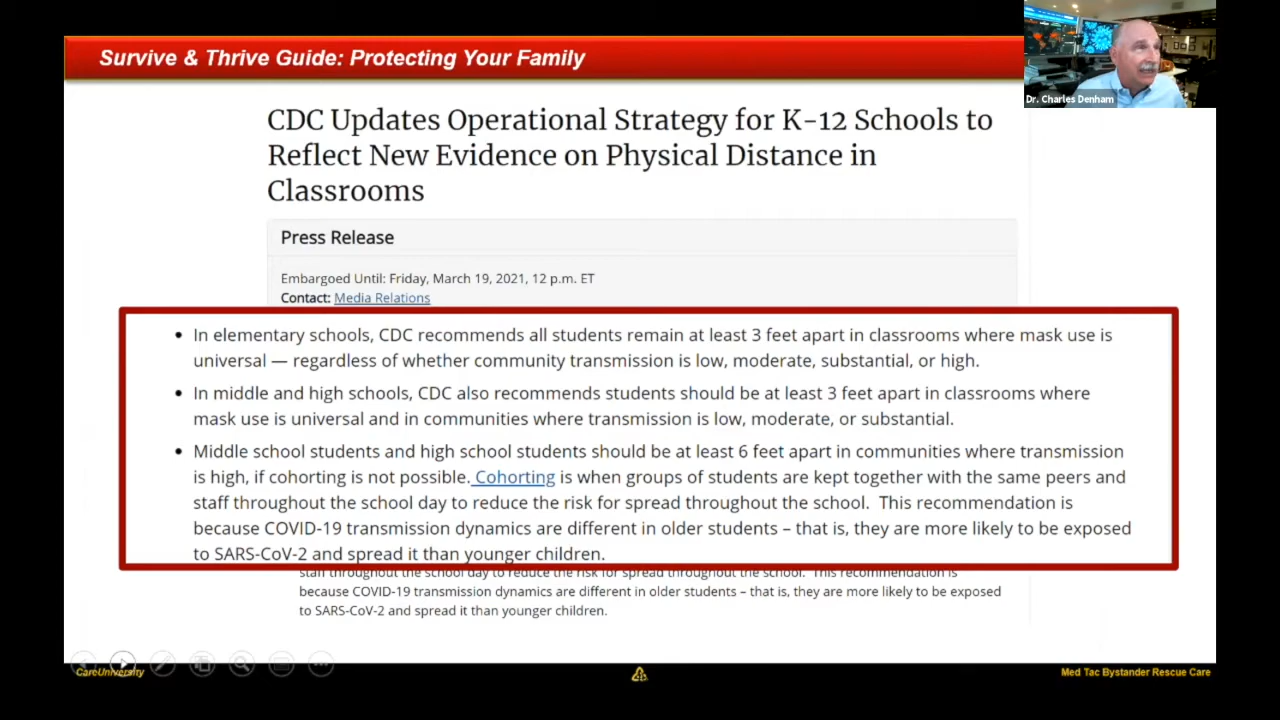 Survive & Thrive Guide: Protecting Your Family
Dr. Charles Denham
CDC Updates Operational Strategy for K-12 Schools to
Reflect New Evidence on Physical Distance in
Classrooms
Press Release
Embargoed Until: Friday, March 19, 2021, 12 p.m. ET
Contact: Media Relations
• In elementary schools, CDC recommends all students remain at least 3 feet apart in classrooms where mask use is
universal — regardless of whether community transmission is low, moderate, substantial, or high.
• In middle and high schools, CDC also recommends students should be at least 3 feet apart in classrooms where
mask use is universal and in communities where transmission is low, moderate, or substantial.
• Middle school students and high school students should be at least 6 feet apart in communities where transmission
is high, if cohorting is not possible. Cohorting is when groups of students are kept together with the same peers and
staff throughout the school day to reduce the risk for spread throughout the school.  This recommendation is
because COVID-19 transmission dynamics are different in older students – that is, they are more likely to be exposed
to SARS-CoV-2 and spread it than younger children.
staff throughout the school day to reduce the risk for spread throughout the school.  This recommendation is
because COVID-19 transmission dynamics are different in older students – that is, they are more likely to be exposed
to SARS-CoV-2 and spread it than younger children.
CareUniversity
Med Tac Bystander Rescue Care